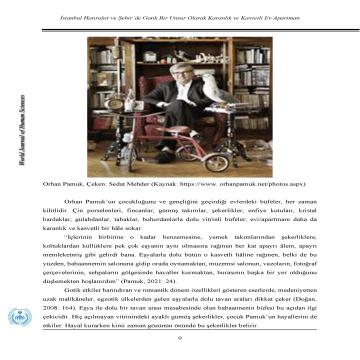 İstanbul Hatıralar ve Şehir'de Gotik Bir Unsur Olarak Karanlık ve Kasvetli Ev/Apartman
World Journal of Human Sciences
Orhan Pamuk, Çeken: Sedat Mehder (Kaynak: https://www. orhanpamuk.net/photos.aspx)
Orhan Pamuk'un çocukluğunu ve gençliğini geçirdiği evlerdeki büfeler, her zaman
kilitlidir. Çin porselenleri, fincanlar, gümüş takımlar, şekerlikler, enfiye kutuları, kristal
bardaklar, gülabdanlar, tabaklar, buhurdanlarla dolu vitrinli büfeler, evi/apartmanı daha da
karanlık ve kasvetli bir hâle sokar:
"İçlerinin birbirine o kadar benzemesine, yemek takımlarından şekerliklere,
koltuklardan küllüklere pek çok eşyanın aynı olmasına rağmen her kat apayrı âlem, apayrı
memleketmiş gibi gelirdi bana. Eşyalarla dolu bütün o kasvetli hâline rağmen, belki de bu
yüzden, babaannemin salonuna gidip orada oynamaktan, müzemsi salonun, vazoların, fotoğraf
çerçevelerinin, sehpaların gölgesinde hayaller kurmaktan, burasının başka bir yer olduğunu
düşlemekten hoşlanırdım" (Pamuk, 2021: 24).
Gotik etkiler barındıran ve romantik dönem özellikleri gösteren eserlerde, medeniyetten
uzak malikâneler, egzotik ülkelerden gelen eşyalarla dolu tavan araları dikkat çeker (Doğan,
2008: 164). Eşya ile dolu bir tavan arası mesabesinde olan babaannenin büfesi bu açıdan ilgi
çekicidir. Hiç açılmayan vitrinindeki ayaklı gümüş şekerlikler, çocuk Pamuk'un hayallerini de
etkiler. Hayal kurarken kimi zaman gözünün önünde bu şekerlikler belirir.
9